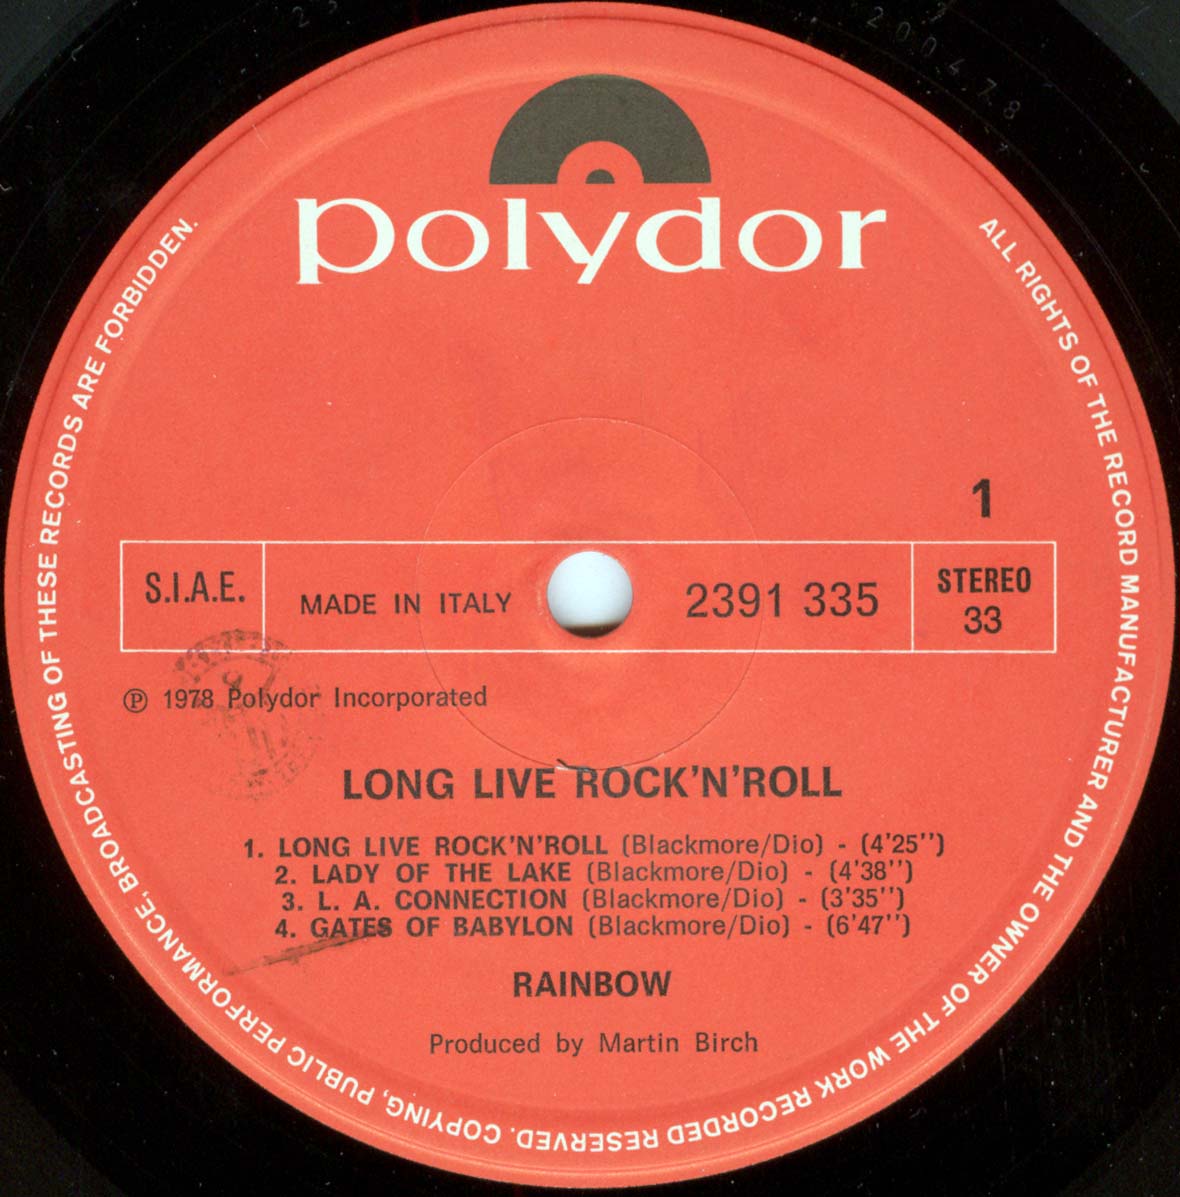 polydor
ALL RIGHTS OF THE RECORD MANUFACTURER AND THE OWNER OF THE WORK RECORDED RESERVED. COPYING, PUBLIC PERFORMANCE, BROADCASTING OF THESE RECORDS ARE FORBIDDEN.
1
S.I.A.E.
MADE IN ITALY
2391 335
STEREO
33
℗ 1978 Polydor Incorporated
LONG LIVE ROCK'N'ROLL
1. LONG LIVE ROCK'N'ROLL (Blackmore/Dio) - (4'25'')
2. LADY OF THE LAKE (Blackmore/Dio) - (4'38'')
3. L. A. CONNECTION (Blackmore/Dio) - (3'35'')
4. GATES OF BABYLON (Blackmore/Dio) - (6'47'')
RAINBOW
Produced by Martin Birch